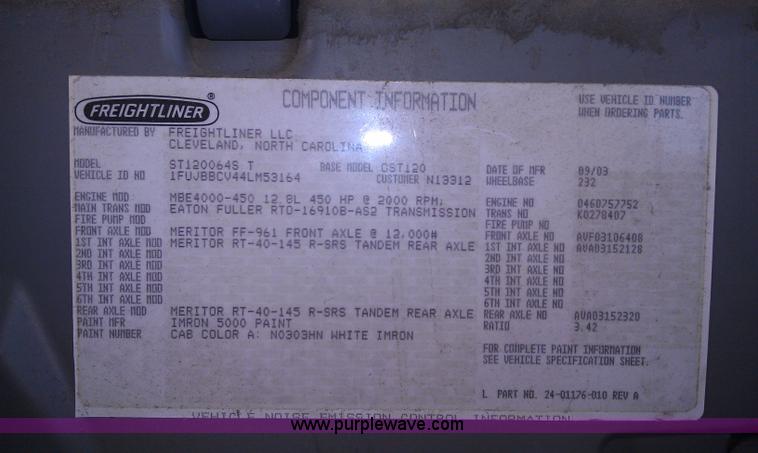 FREIGHTLINER ®
COMPONENT INFORMATION
USE VEHICLE ID NUMBER
WHEN ORDERING PARTS.
MANUFACTURED BY FREIGHTLINER LLC
CLEVELAND, NORTH CAROLINA
MODEL ST120064S T BASE MODEL CST120
VEHICLE ID NO 1FUJBBCV44LM53164 CUSTOMER N13312
DATE OF MFR 09/03
WHEELBASE 232
ENGINE MOD MBE4000-450 12.8L 450 HP @ 2000 RPM; ENGINE NO 0460757752
MAIN TRANS MOD EATON FULLER RTO-16910B-AS2 TRANSMISSION TRANS NO K0278407
FIRE PUMP MOD FIRE PUMP NO
FRONT AXLE MOD MERITOR FF-961 FRONT AXLE @ 12,000# FRONT AXLE NO AVF03106408
1ST INT AXLE MOD MERITOR RT-40-145 R-SRS TANDEM REAR AXLE 1ST INT AXLE NO AVA03152128
2ND INT AXLE MOD 2ND INT AXLE NO
3RD INT AXLE MOD 3RD INT AXLE NO
4TH INT AXLE MOD 4TH INT AXLE NO
5TH INT AXLE MOD 5TH INT AXLE NO
6TH INT AXLE MOD 6TH INT AXLE NO
REAR AXLE MOD MERITOR RT-40-145 R-SRS TANDEM REAR AXLE REAR AXLE NO AVA03152320
PAINT MFR IMRON 5000 PAINT RATIO 3.42
PAINT NUMBER CAB COLOR A: N0303HN WHITE IMRON
FOR COMPLETE PAINT INFORMATION
SEE VEHICLE SPECIFICATION SHEET.
L PART NO. 24-01176-010 REV A
VEHICLE NOISE EMISSION CONTROL INFORMATION
www.purplewave.com